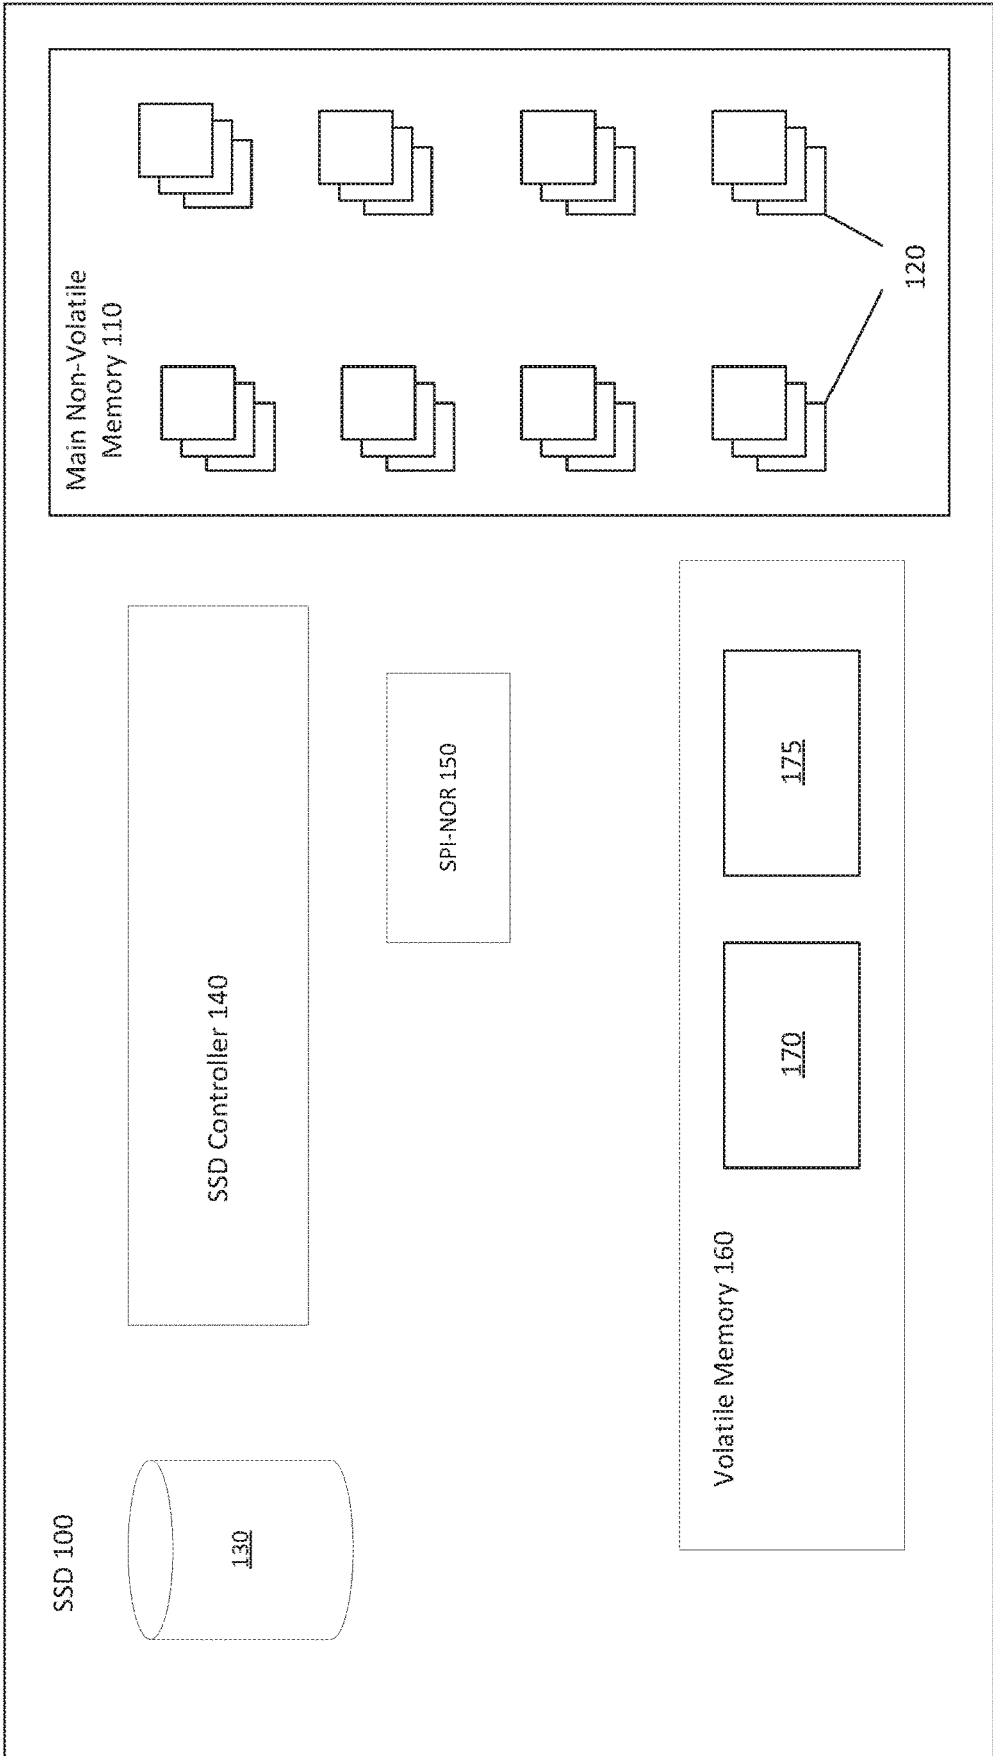 SSD 100
130
SSD Controller 140
SPI-NOR 150
Volatile Memory 160
170
175
Main Non-Volatile
Memory 110
120